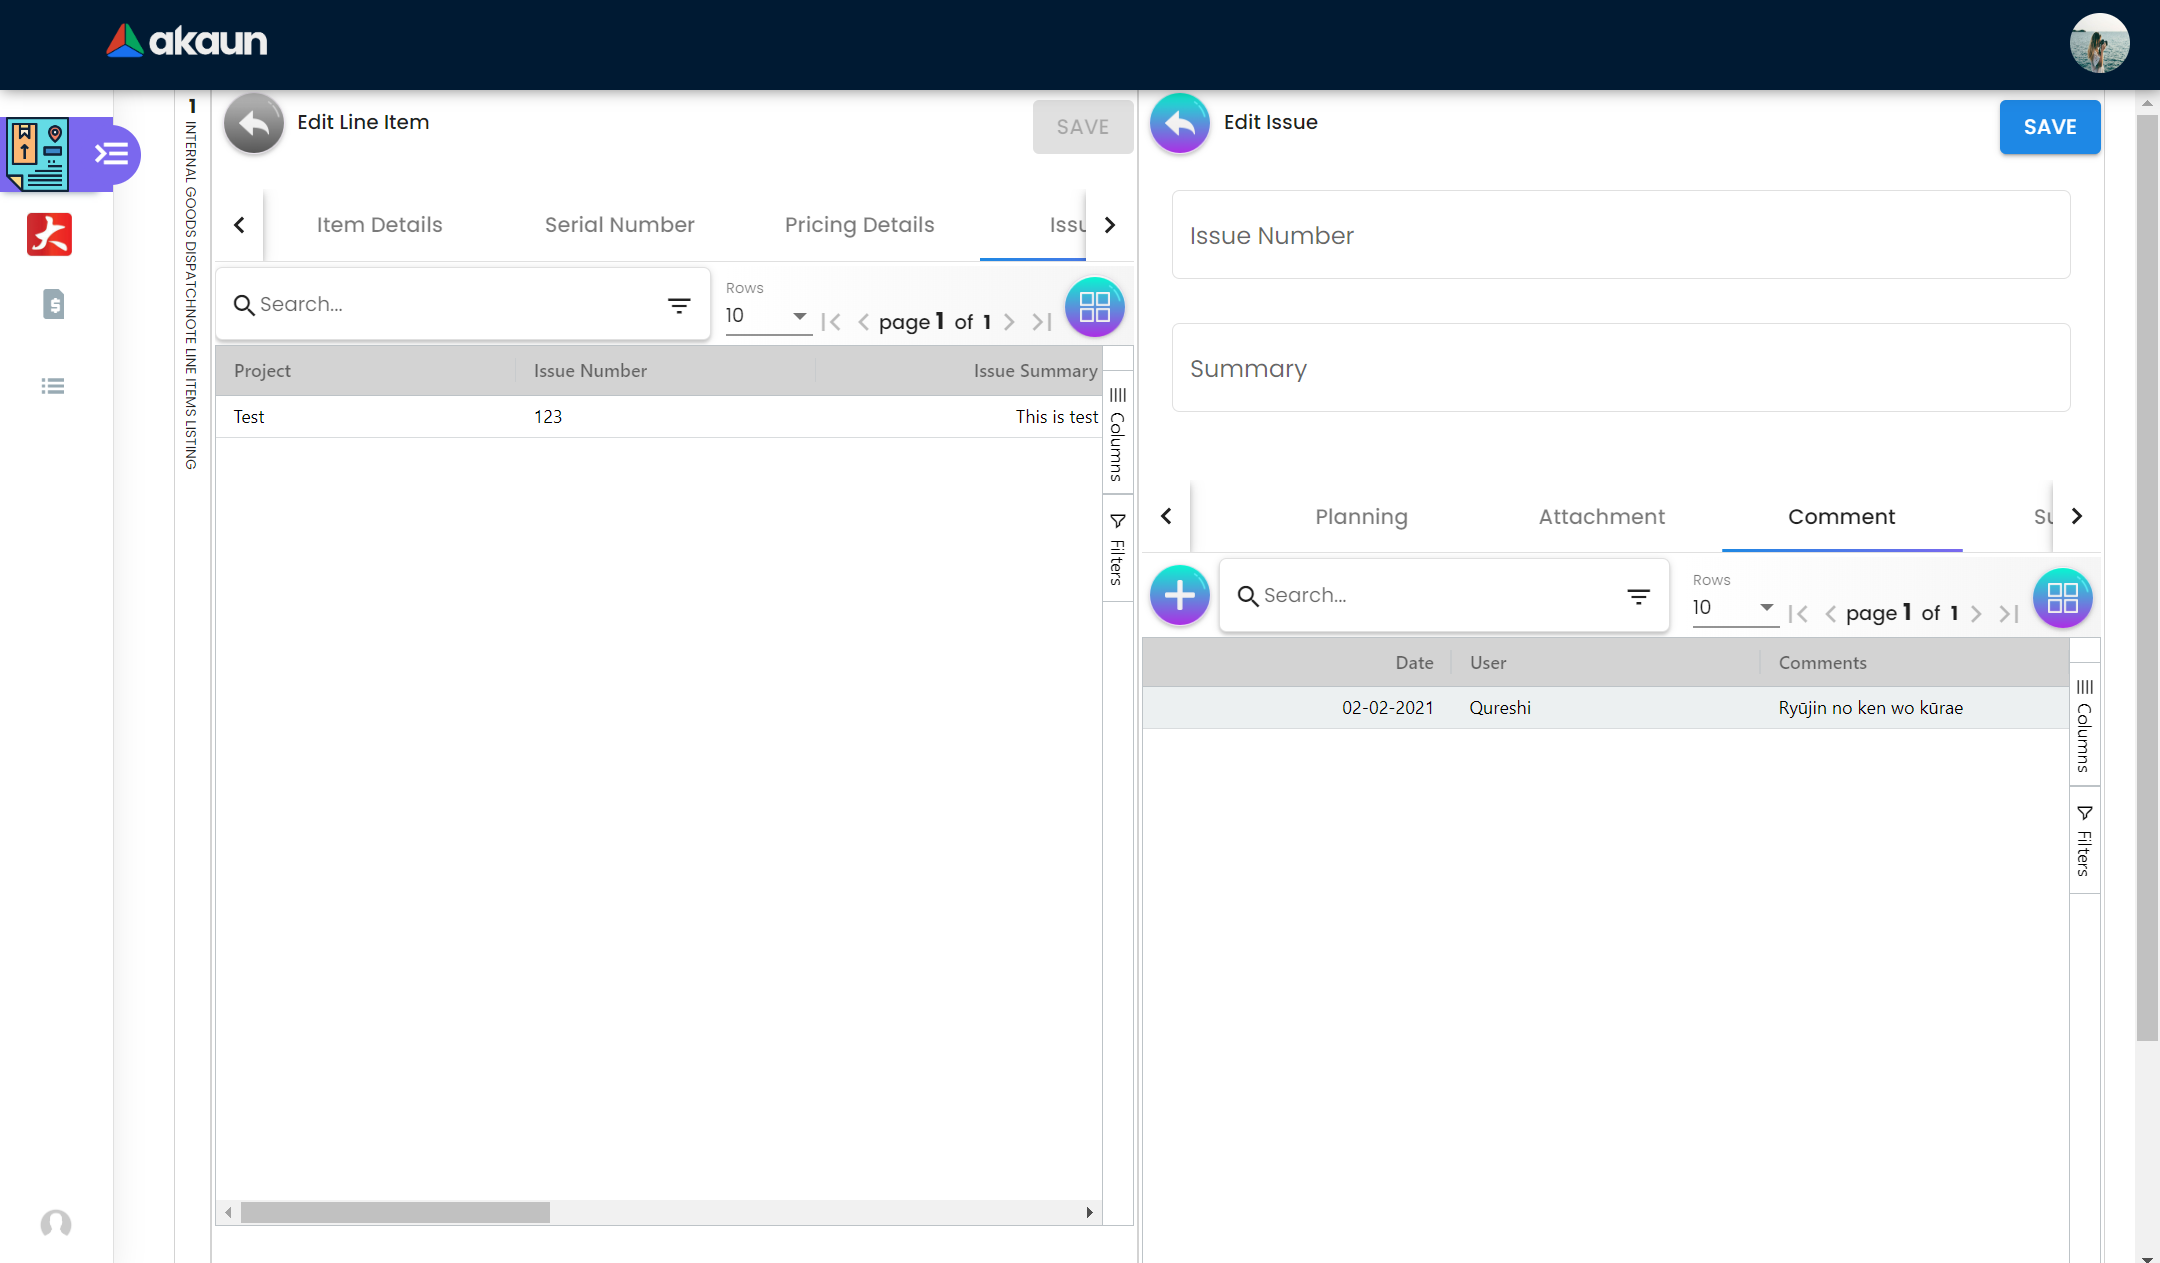 akaun
1
INTERNAL GOODS DISPATCHNOTE LINE ITEMS LISTING
Edit Line Item
SAVE
Item Details
Serial Number
Pricing Details
Issu
Search...
Rows
10
page 1 of 1
Project
Issue Number
Issue Summary
Test
123
This is test
Columns
Filters
Edit Issue
SAVE
Issue Number
Summary
Planning
Attachment
Comment
Su
Search...
Rows
10
page 1 of 1
Date
User
Comments
02-02-2021
Qureshi
Ryūjin no ken wo kūrae
Columns
Filters